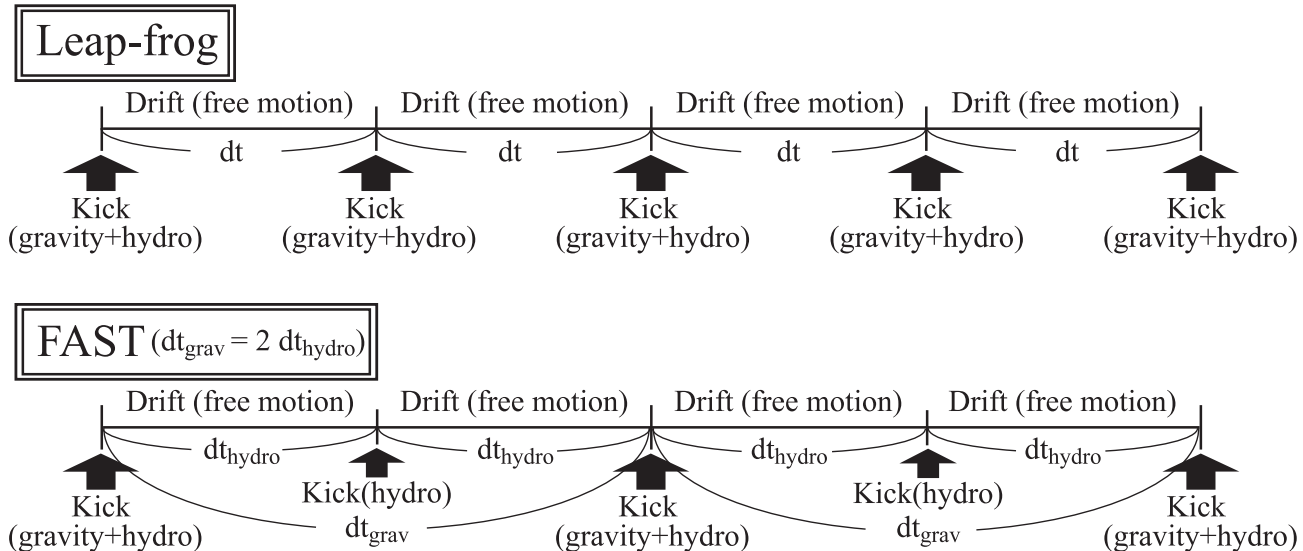 Leap-frog
Drift (free motion) Drift (free motion) Drift (free motion) Drift (free motion)
dt dt dt dt
Kick Kick Kick Kick Kick
(gravity+hydro) (gravity+hydro) (gravity+hydro) (gravity+hydro) (gravity+hydro)
FAST (dtgrav = 2 dthydro)
Drift (free motion) Drift (free motion) Drift (free motion) Drift (free motion)
dthydro dthydro dthydro dthydro
Kick(hydro) Kick(hydro)
Kick Kick Kick
(gravity+hydro) dtgrav (gravity+hydro) dtgrav (gravity+hydro)